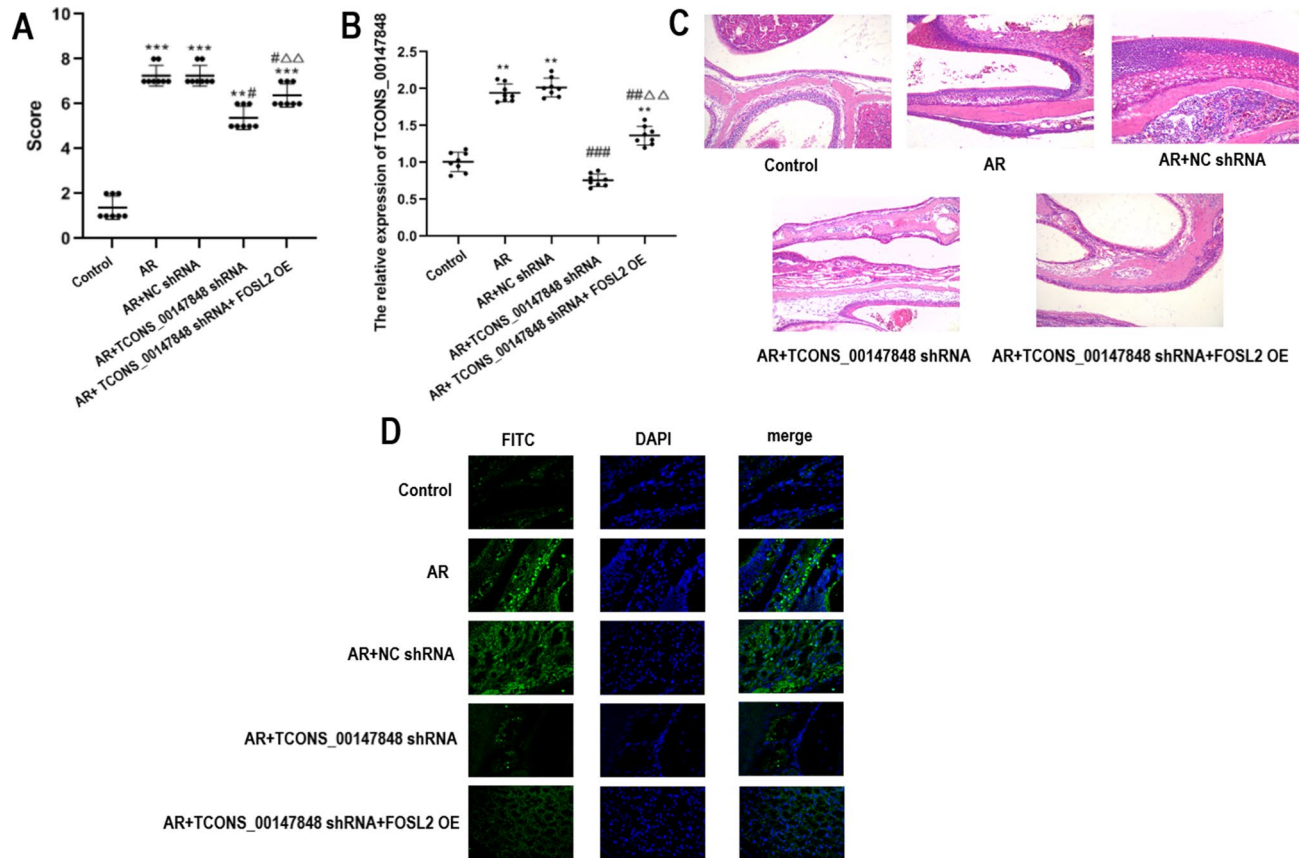 A
Score
10
8
6
4
2
0
***
***
**#
#△△
***
Control
AR
AR+NC shRNA
AR+TCONS_00147848 shRNA
AR+ TCONS_00147848 shRNA+ FOSL2 OE
B
The relative expression of TCONS_00147848
2.5
2.0
1.5
1.0
0.5
0.0
**
**
###
##△△
**
Control
AR
AR+NC shRNA
AR+TCONS_00147848 shRNA
AR+ TCONS_00147848 shRNA+ FOSL2 OE
C
Control
AR
AR+NC shRNA
AR+TCONS_00147848 shRNA
AR+TCONS_00147848 shRNA+FOSL2 OE
D
FITC
DAPI
merge
Control
AR
AR+NC shRNA
AR+TCONS_00147848 shRNA
AR+TCONS_00147848 shRNA+FOSL2 OE